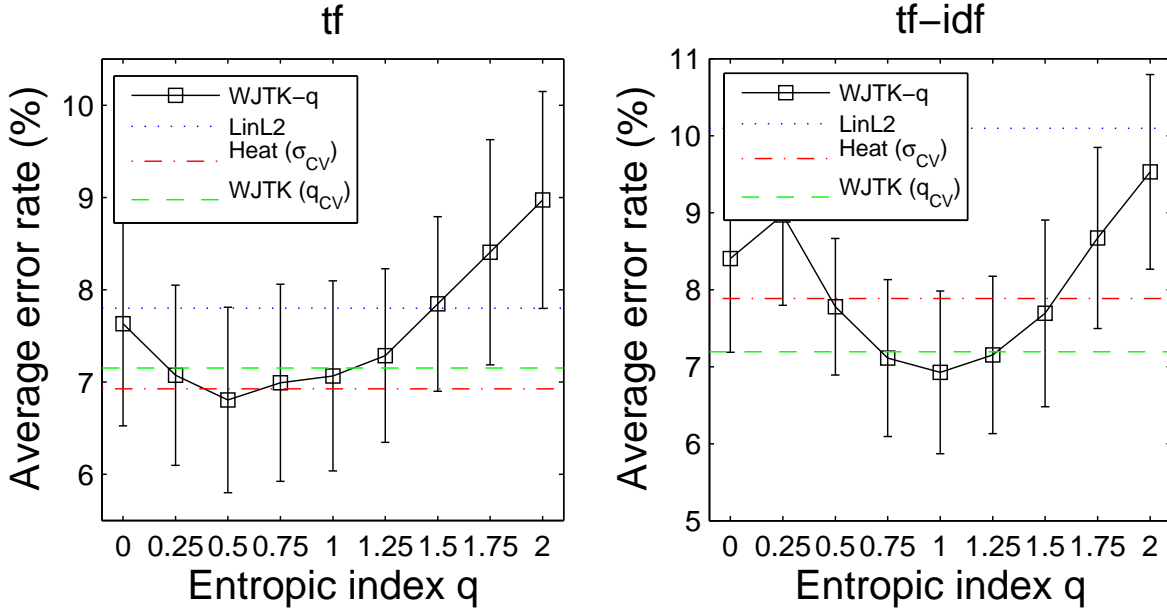 tf
Average error rate (%)
10
9
8
7
6
WJTK−q
LinL2
Heat (σCV)
WJTK (qCV)
0 0.25 0.5 0.75 1 1.25 1.5 1.75 2
Entropic index q
tf−idf
Average error rate (%)
11
10
9
8
7
6
5
WJTK−q
LinL2
Heat (σCV)
WJTK (qCV)
0 0.25 0.5 0.75 1 1.25 1.5 1.75 2
Entropic index q